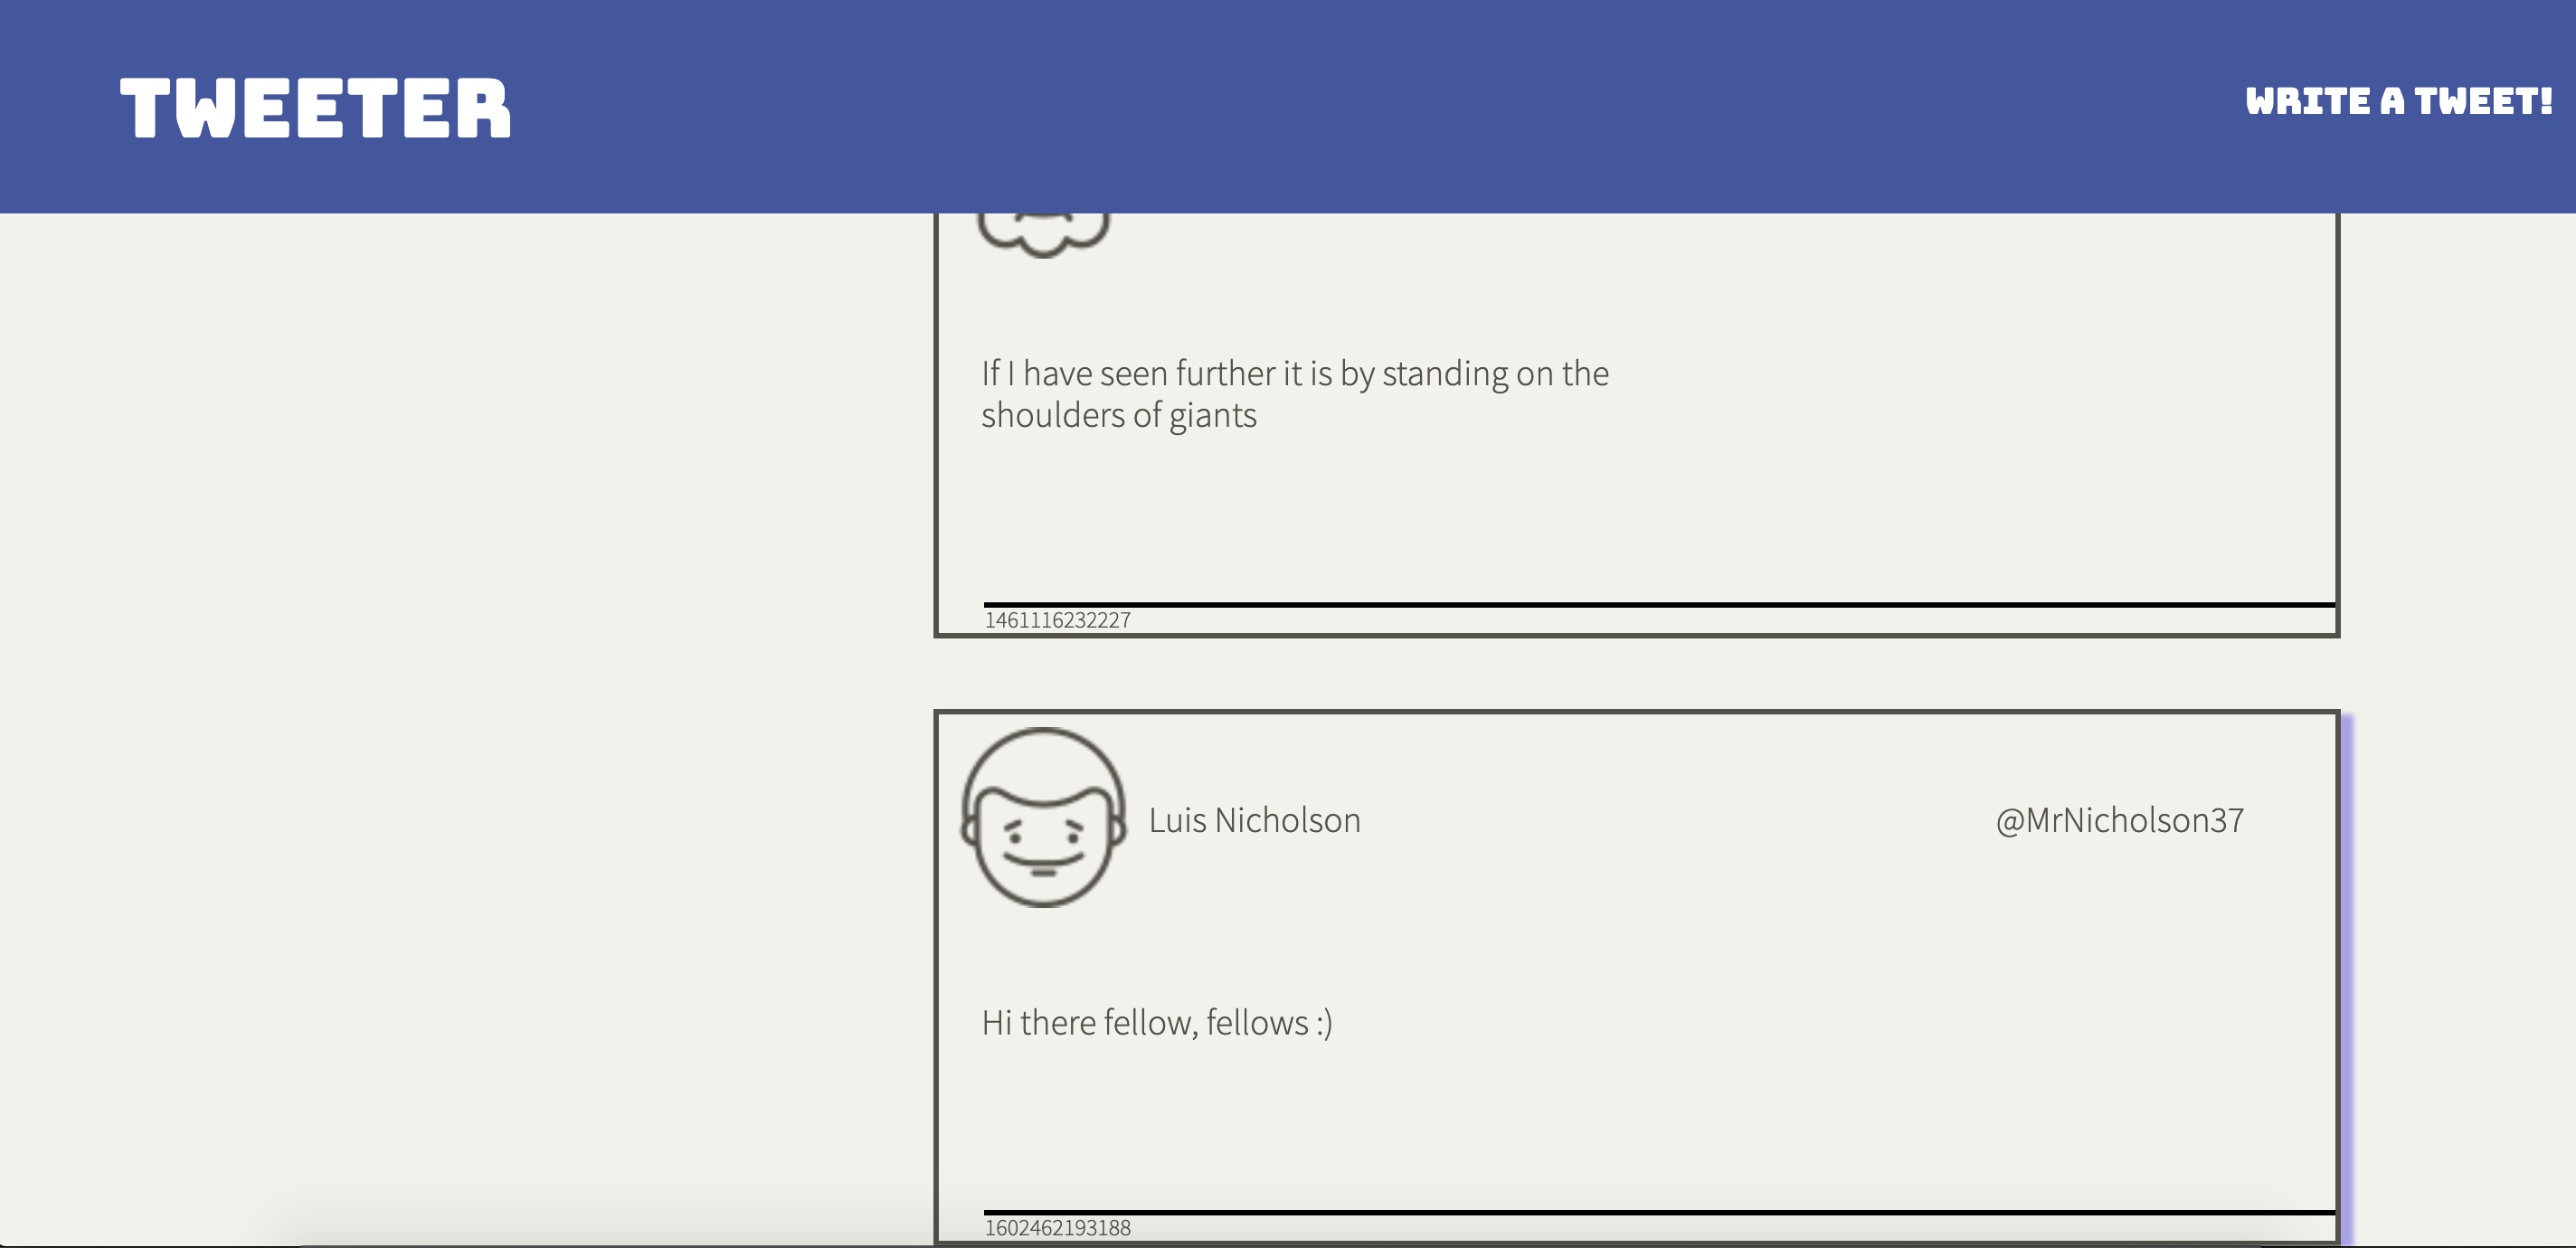 TWEETER
WRITE A TWEET!
If I have seen further it is by standing on the
shoulders of giants
1461116232227
Luis Nicholson
@MrNicholson37
Hi there fellow, fellows :)
1602462193188